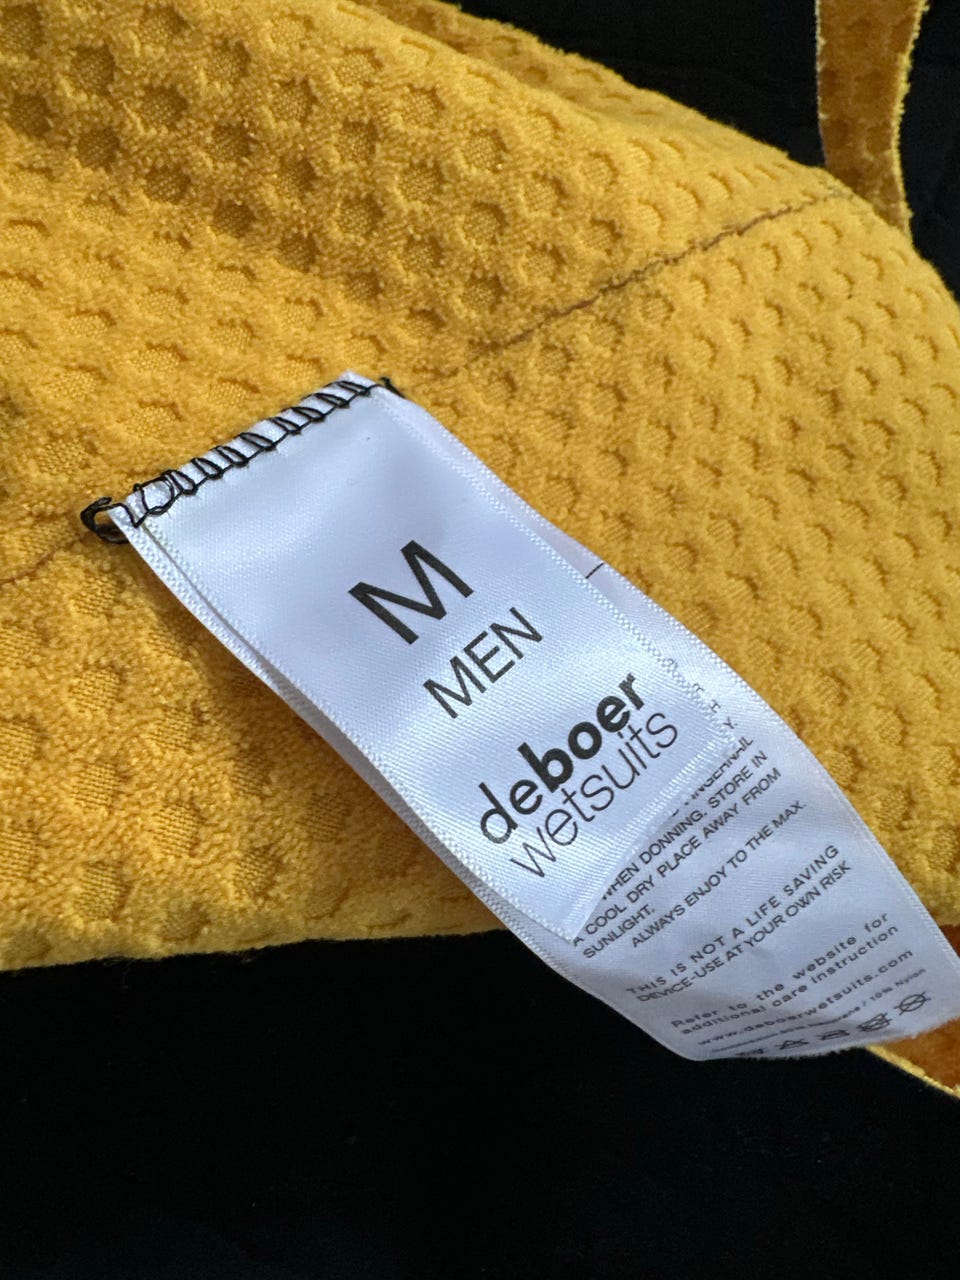 M
MEN
deboer
wetsuits
WHEN DONNING. STORE IN
A COOL DRY PLACE AWAY FROM
SUNLIGHT.
ALWAYS ENJOY TO THE MAX.
THIS IS NOT A LIFE SAVING
DEVICE-USE AT YOUR OWN RISK
Refer to the website for
additional care instruction
www.deboerwetsuits.com
/ 10% Nylon